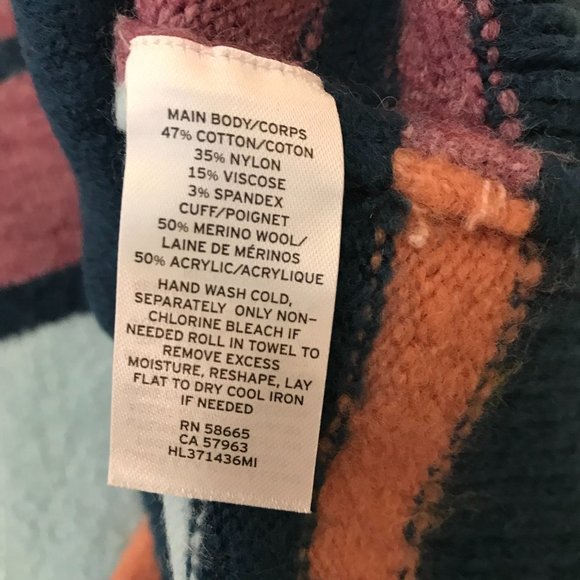 MAIN BODY/CORPS
47% COTTON/COTON
35% NYLON
15% VISCOSE
3% SPANDEX
CUFF/POIGNET
50% MERINO WOOL/
LAINE DE MÉRINOS
50% ACRYLIC/ACRYLIQUE
HAND WASH COLD,
SEPARATELY ONLY NON-
CHLORINE BLEACH IF
NEEDED ROLL IN TOWEL TO
REMOVE EXCESS
MOISTURE, RESHAPE, LAY
FLAT TO DRY COOL IRON
IF NEEDED
RN 58665
CA 57963
HL371436MI